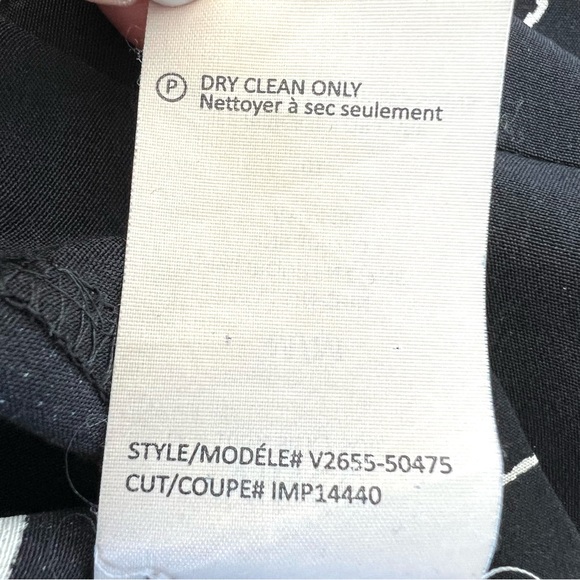 P DRY CLEAN ONLY
Nettoyer à sec seulement
STYLE/MODÉLE# V2655-50475
CUT/COUPE# IMP14440